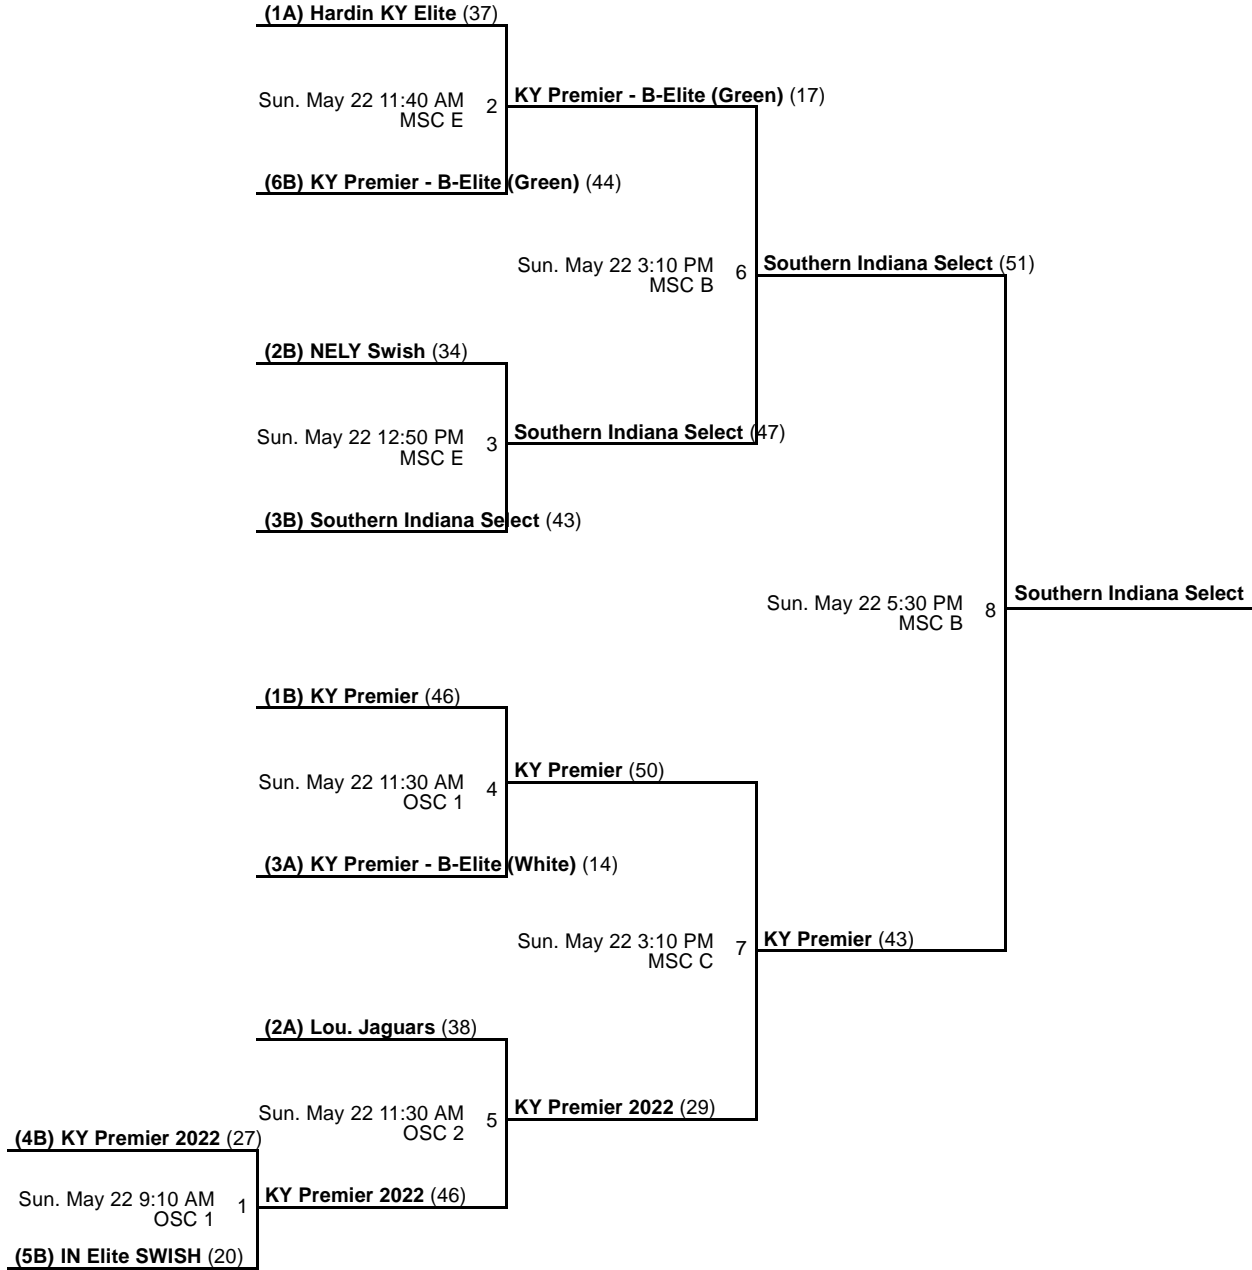 (1A) Hardin KY Elite (37)
Sun. May 22 11:40 AM
MSC E
2
KY Premier - B-Elite (Green) (17)
(6B) KY Premier - B-Elite (Green) (44)
Sun. May 22 3:10 PM
MSC B
6
Southern Indiana Select (51)
(2B) NELY Swish (34)
Sun. May 22 12:50 PM
MSC E
3
Southern Indiana Select (47)
(3B) Southern Indiana Select (43)
Sun. May 22 5:30 PM
MSC B
8
Southern Indiana Select
(1B) KY Premier (46)
Sun. May 22 11:30 AM
OSC 1
4
KY Premier (50)
(3A) KY Premier - B-Elite (White) (14)
Sun. May 22 3:10 PM
MSC C
7
KY Premier (43)
(2A) Lou. Jaguars (38)
Sun. May 22 11:30 AM
OSC 2
5
KY Premier 2022 (29)
(4B) KY Premier 2022 (27)
Sun. May 22 9:10 AM
OSC 1
1
KY Premier 2022 (46)
(5B) IN Elite SWISH (20)